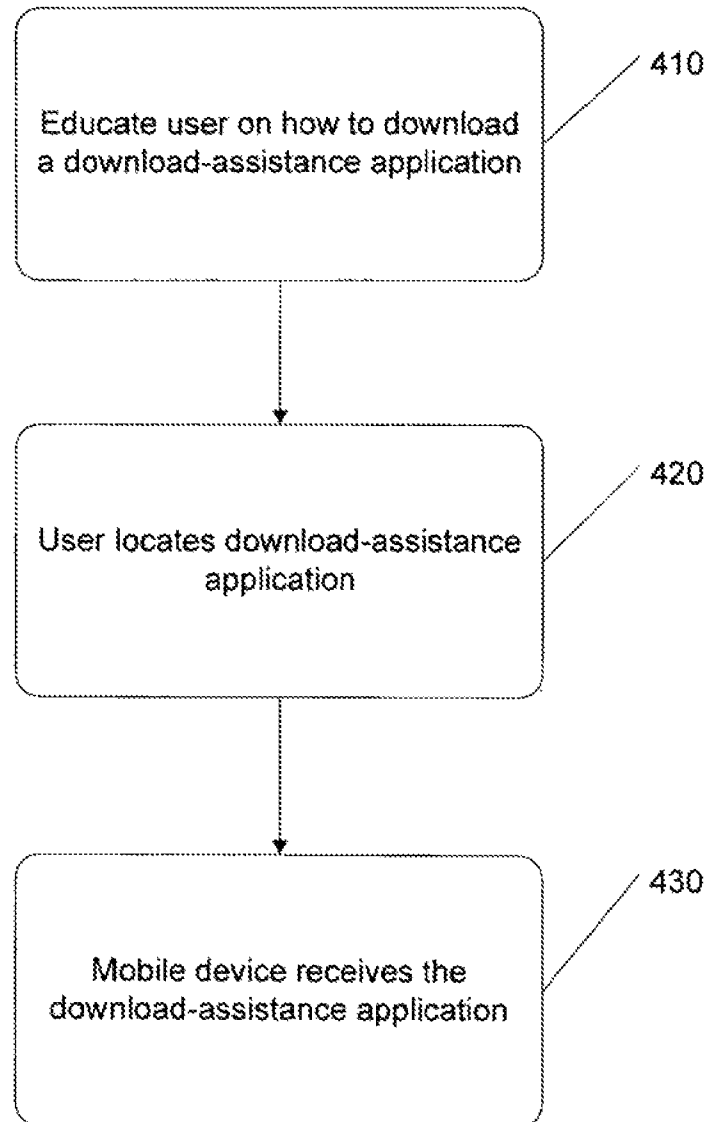 410
Educate user on how to download
a download-assistance application
420
User locates download-assistance
application
430
Mobile device receives the
download-assistance application